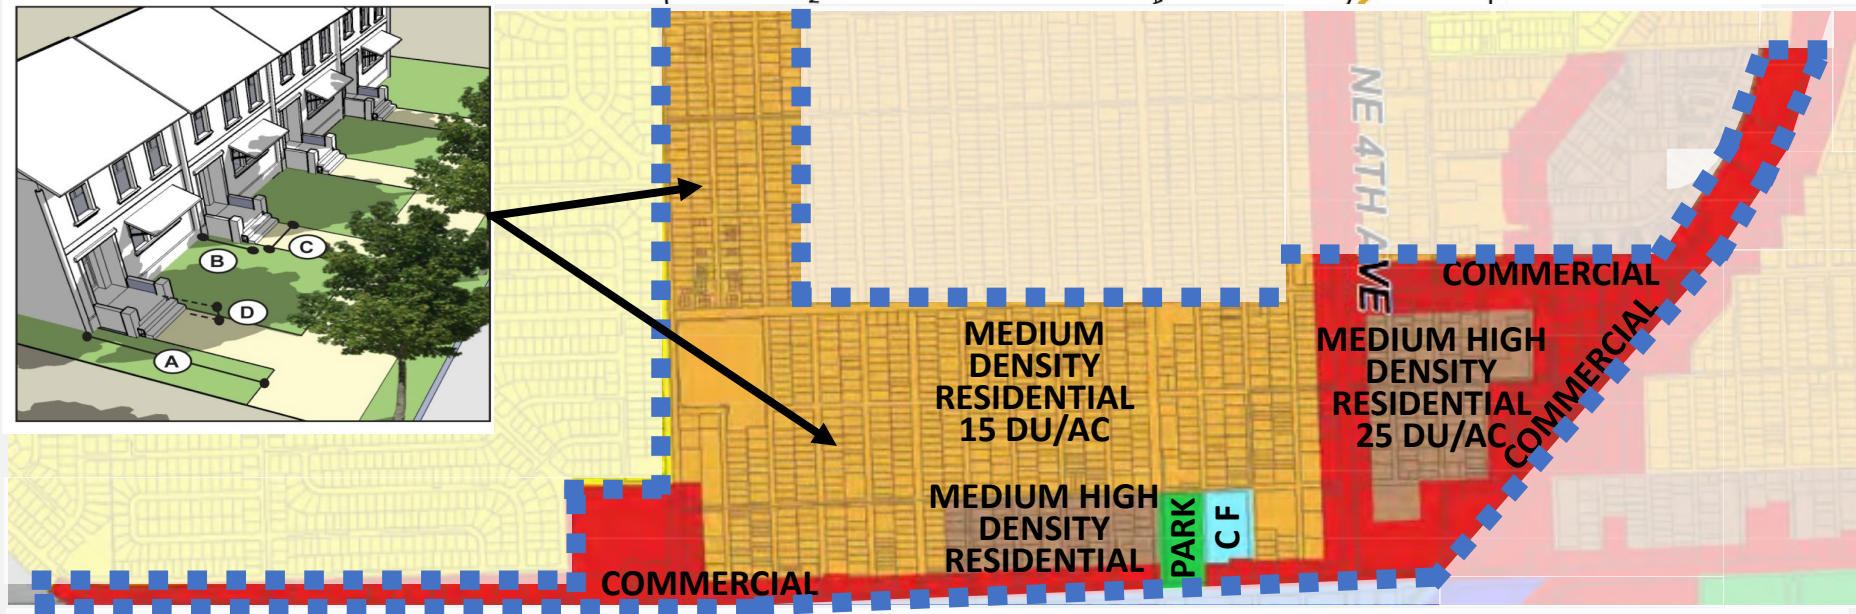 B
C
D
A
NE 4TH AVE
COMMERCIAL
MEDIUM
DENSITY
RESIDENTIAL
15 DU/AC
MEDIUM HIGH
DENSITY
RESIDENTIAL
25 DU/AC
COMMERCIAL
MEDIUM HIGH
DENSITY
RESIDENTIAL
PARK
C F
COMMERCIAL